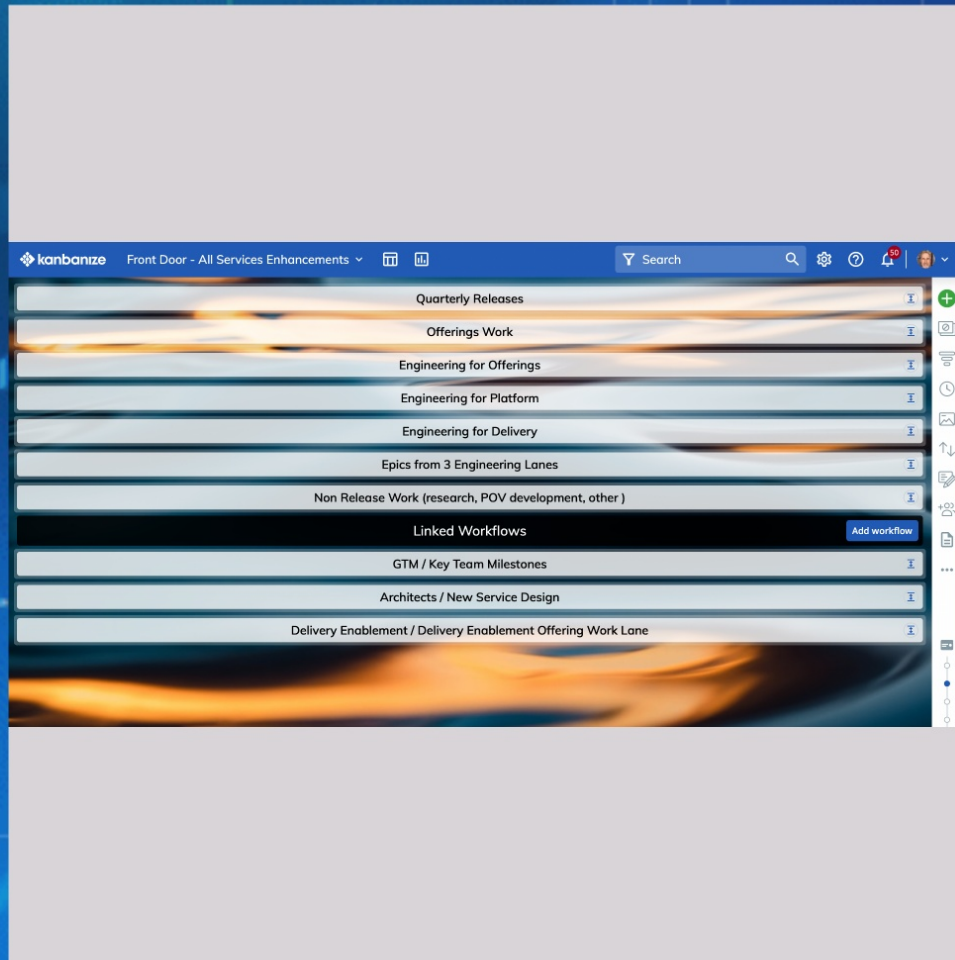 kanbanize Front Door - All Services Enhancements Search 50
Quarterly Releases
Offerings Work
Engineering for Offerings
Engineering for Platform
Engineering for Delivery
Epics from 3 Engineering Lanes
Non Release Work (research, POV development, other )
Linked Workflows Add workflow
GTM / Key Team Milestones
Architects / New Service Design
Delivery Enablement / Delivery Enablement Offering Work Lane